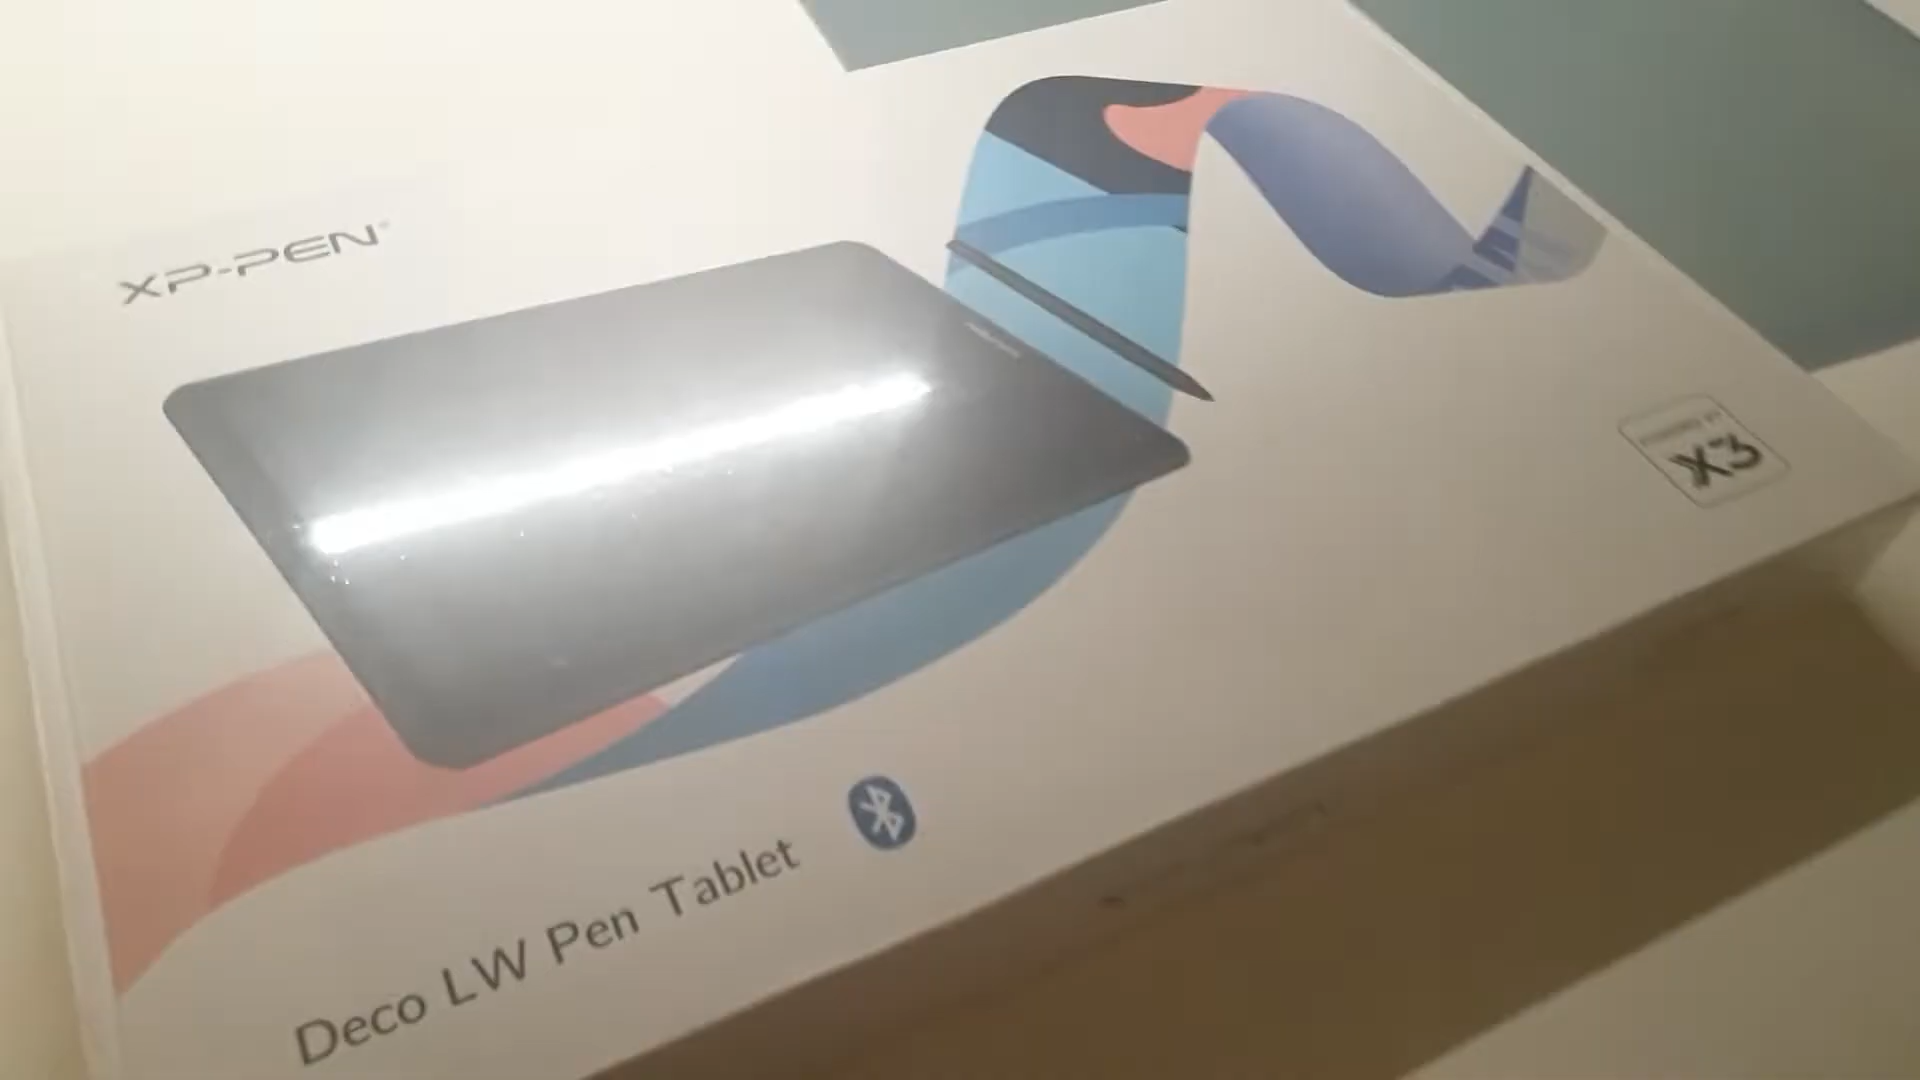 XP-PEN
X3
Deco LW Pen Tablet